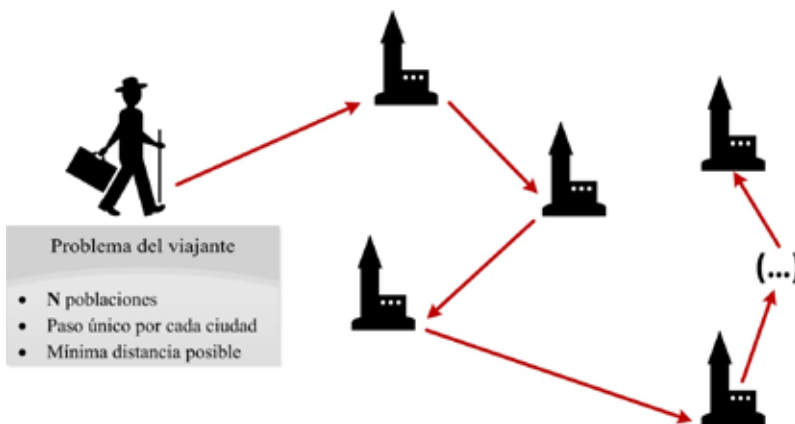 Problema del viajante
• N poblaciones
• Paso único por cada ciudad
• Mínima distancia posible
(...)